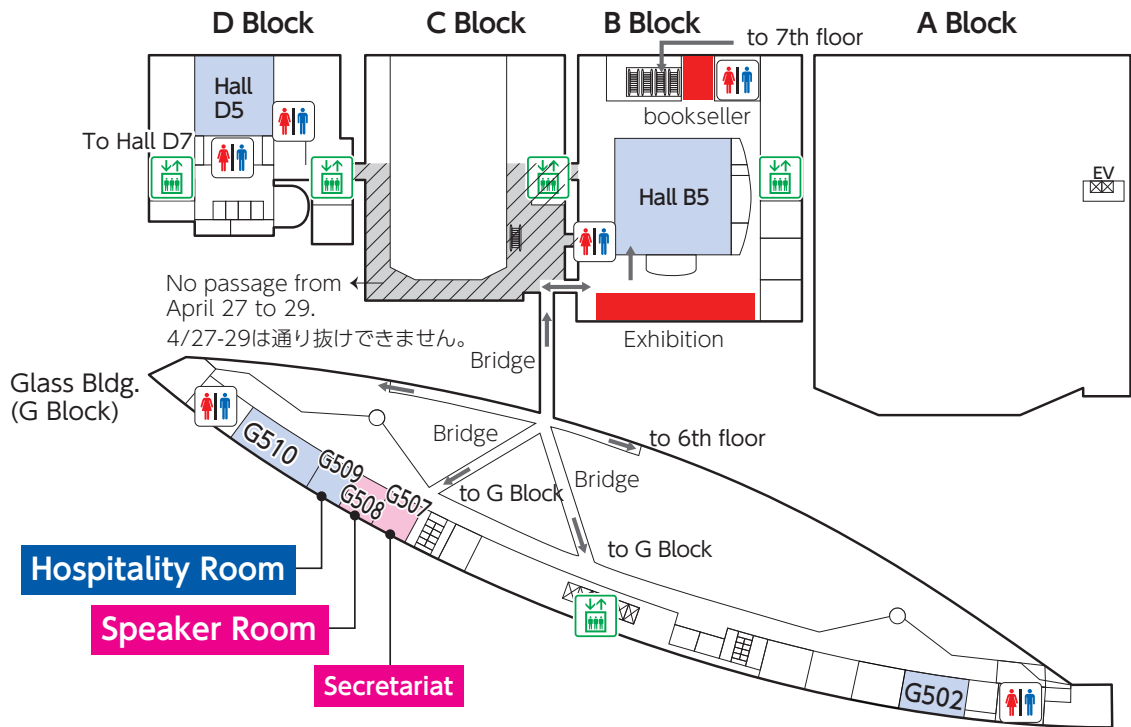 D Block
C Block
B Block
A Block
to 7th floor
Hall
D5
bookseller
To Hall D7
EV
Hall B5
No passage from
April 27 to 29.
4/27-29は通り抜けできません。
Exhibition
Bridge
Glass Bldg.
(G Block)
Bridge
to 6th floor
Bridge
G510
G509
G508
G507
to G Block
to G Block
Hospitality Room
Speaker Room
Secretariat
G502